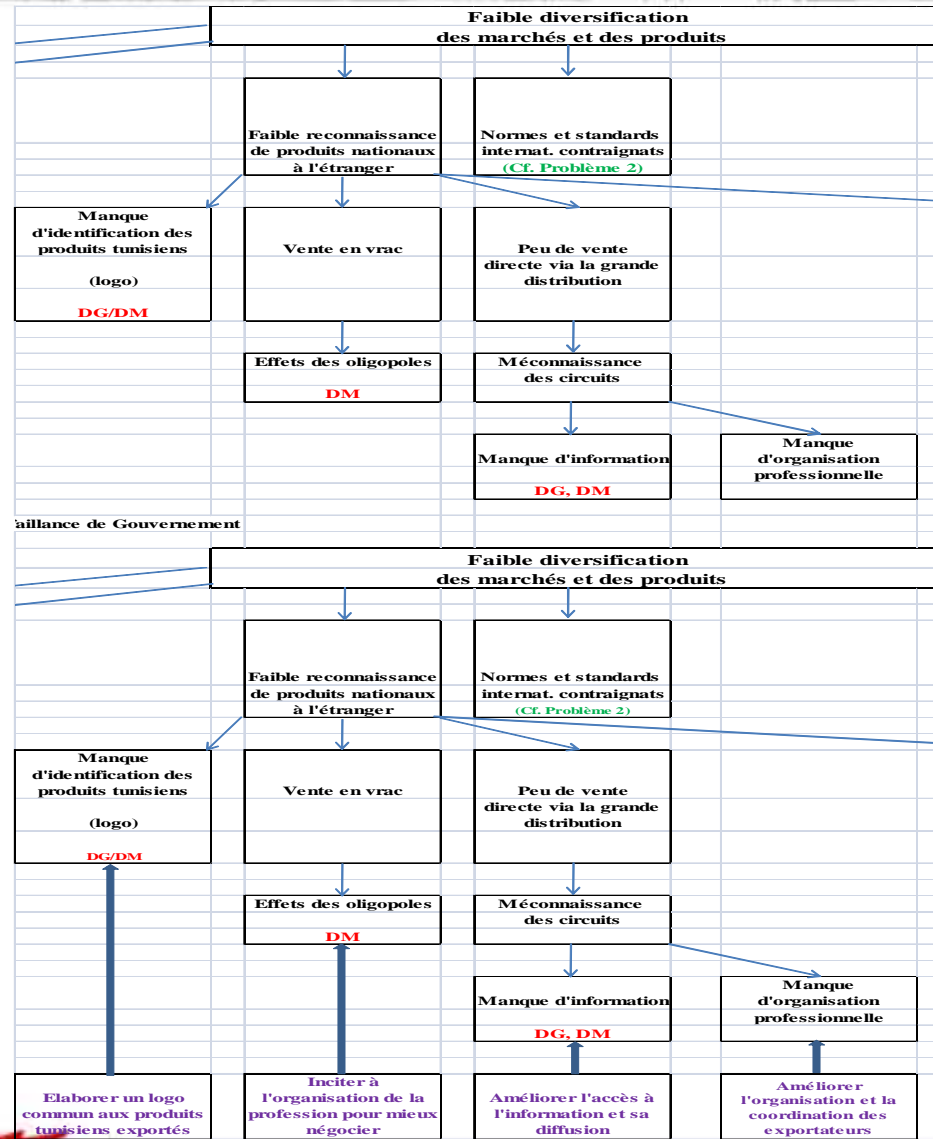 Faible diversification
des marchés et des produits
Faible reconnaissance
de produits nationaux
à l'étranger
Normes et standards
internat. contraignats
(Cf. Problème 2)
Manque
d'identification des
produits tunisiens
(logo)
DG/DM
Vente en vrac
Peu de vente
directe via la grande
distribution
Effets des oligopoles
DM
Méconnaissance
des circuits
Manque d'information
DG, DM
Manque
d'organisation
professionnelle
aillance de Gouvernement
Faible diversification
des marchés et des produits
Faible reconnaissance
de produits nationaux
à l'étranger
Normes et standards
internat. contraignats
(Cf. Problème 2)
Manque
d'identification des
produits tunisiens
(logo)
DG/DM
Vente en vrac
Peu de vente
directe via la grande
distribution
Effets des oligopoles
DM
Méconnaissance
des circuits
Manque d'information
DG, DM
Manque
d'organisation
professionnelle
Elaborer un logo
commun aux produits
tunisiens exportés
Inciter à
l'organisation de la
profession pour mieux
négocier
Améliorer l'accès à
l'information et sa
diffusion
Améliorer
l'organisation et la
coordination des
exportateurs